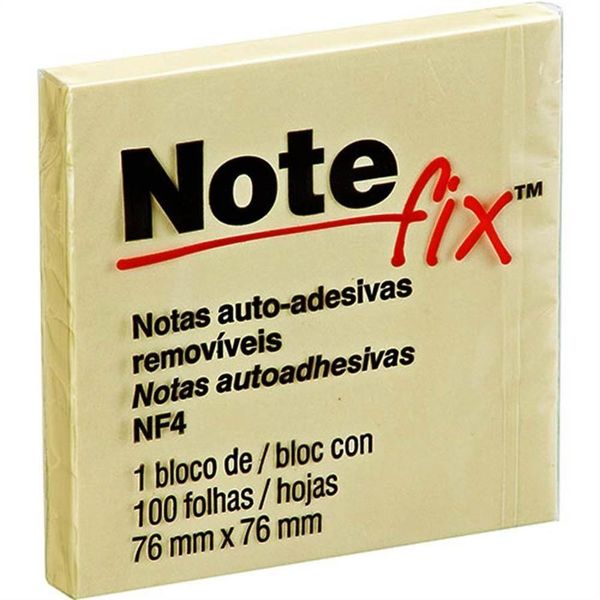 Note
fix™
Notas auto-adesivas
removíveis
Notas autoadhesivas
NF4
1 bloco de / bloc con
100 folhas / hojas
76 mm x 76 mm